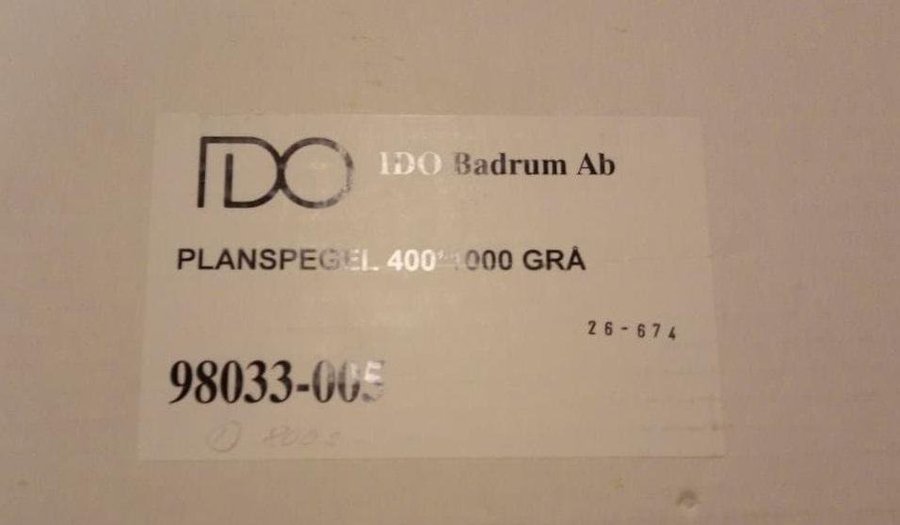 IDO IDO Badrum Ab
PLANSPEGEL 400*1000 GRÅ
26-674
98033-005